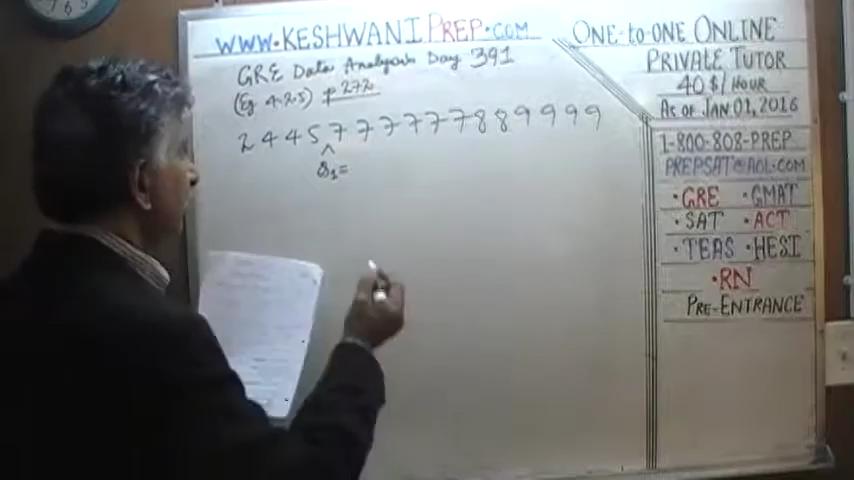 WWW.KESHWANIPREP.COM
GRE Data Analysis Day 391
(Eg 4.2.5) p 272
2 4 4 5 7 7 7 7 7 7 8 8 9 9 9 9
Q1=
ONE-to-ONE ONLINE
PRIVATE TUTOR
40$/HOUR
AS OF JAN 01, 2016
1-800-808-PREP
PREPSAT@AOL.COM
•GRE •GMAT
•SAT •ACT
•TEAS •HESI
•RN
PRE-ENTRANCE